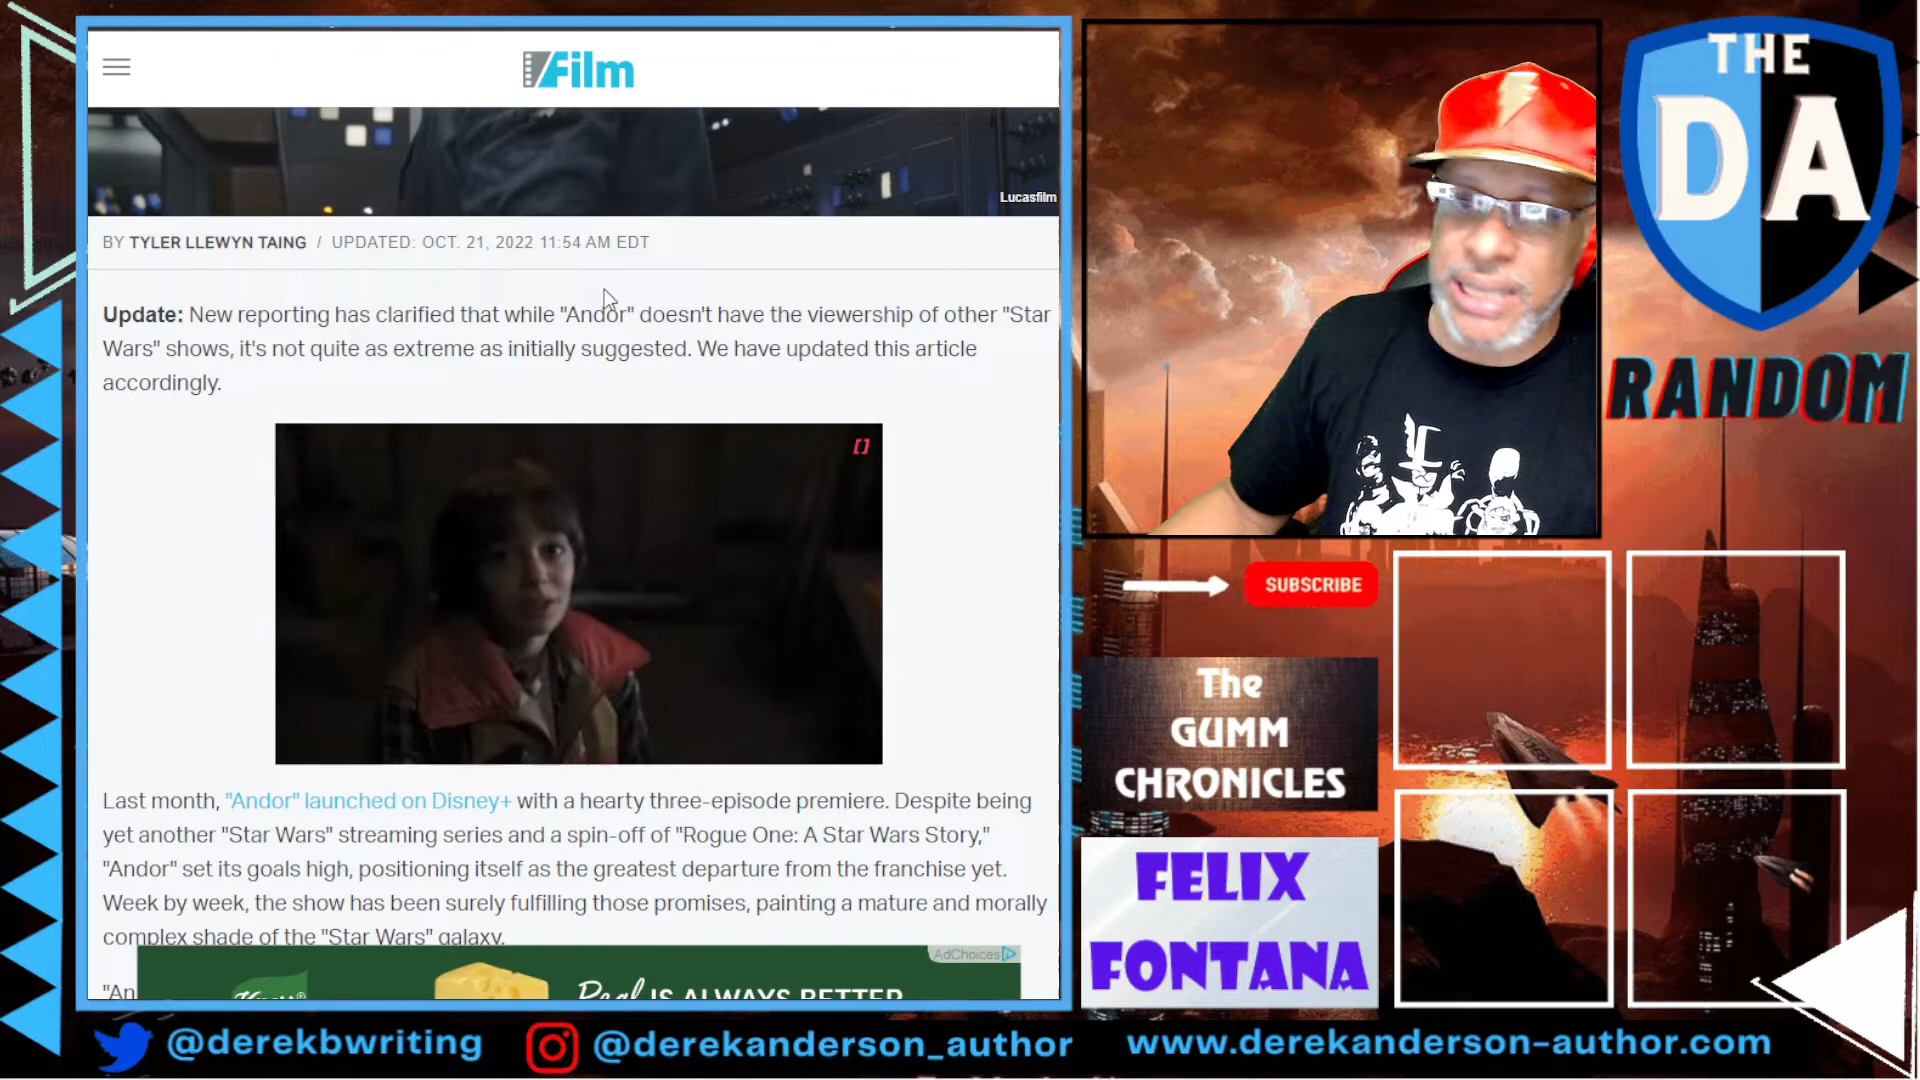 /Film
Lucasfilm
BY TYLER LLEWYN TAING / UPDATED: OCT. 21, 2022 11:54 AM EDT
Update: New reporting has clarified that while "Andor" doesn't have the viewership of other "Star
Wars" shows, it's not quite as extreme as initially suggested. We have updated this article
accordingly.
Last month, "Andor" launched on Disney+ with a hearty three-episode premiere. Despite being
yet another "Star Wars" streaming series and a spin-off of "Rogue One: A Star Wars Story,"
"Andor" set its goals high, positioning itself as the greatest departure from the franchise yet.
Week by week, the show has been surely fulfilling those promises, painting a mature and morally
complex shade of the "Star Wars" galaxy.
"An
AdChoices
Real IS ALWAYS BETTER
THE
DA
RANDOM
SUBSCRIBE
The
GUMM
CHRONICLES
FELIX
FONTANA
@derekbwriting
@derekanderson_author
www.derekanderson-author.com